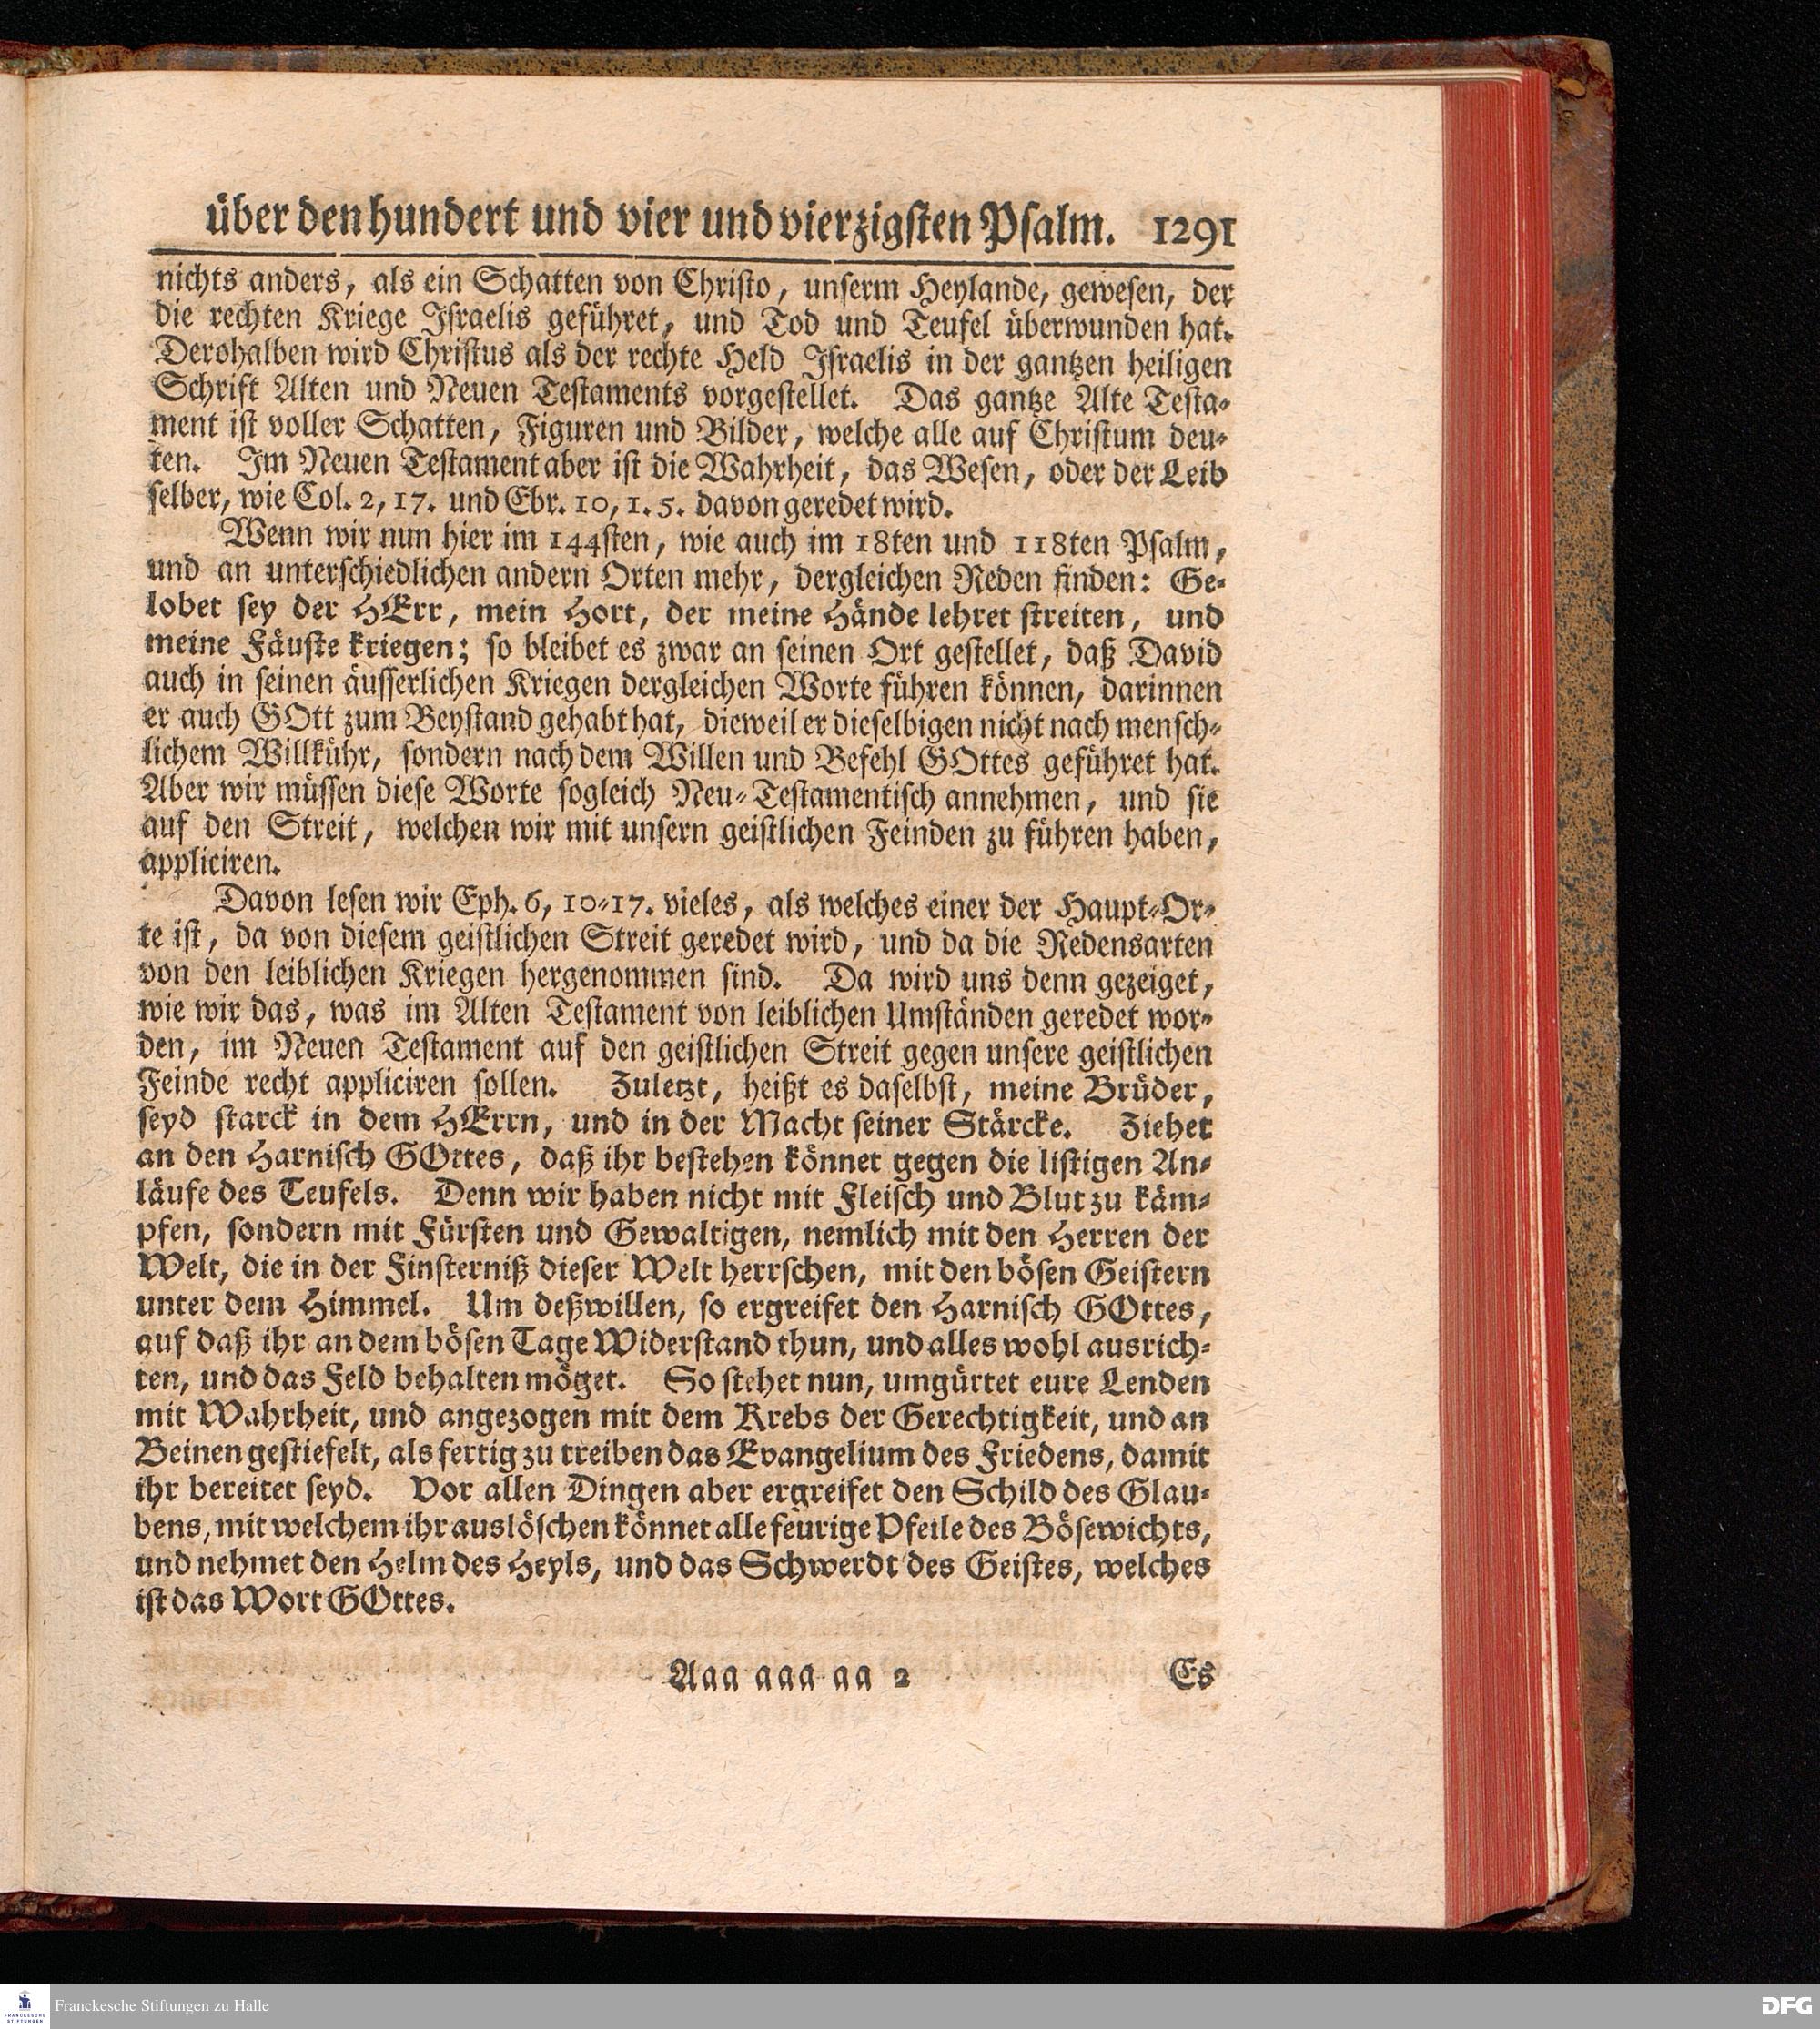 über den hundert und vier und vierzigsten Psalm. 1291
nichts anders, als ein Schatten von Christo, unserm Heylande, gewesen, der
die rechten Kriege Israelis geführet, und Tod und Teufel überwunden hat.
Derohalben wird Christus als der rechte Held Israelis in der gantzen heiligen
Schrift Alten und Neuen Testaments vorgestellet. Das gantze Alte Testa-
ment ist voller Schatten, Figuren und Bilder, welche alle auf Christum deu-
ten. Im Neuen Testament aber ist die Wahrheit, das Wesen, oder der Leib
selber, wie Col. 2, 17. und Ebr. 10, 1. 5. davon geredet wird.
Wenn wir nun hier im 144sten, wie auch im 18ten und 118ten Psalm,
und an unterschiedlichen andern Orten mehr, dergleichen Reden finden: Ge-
lobet sey der HErr, mein Hort, der meine Hände lehret streiten, und
meine Fäuste kriegen; so bleibet es zwar an seinen Ort gestellet, daß David
auch in seinen äusserlichen Kriegen dergleichen Worte führen können, darinnen
er auch GOtt zum Beystand gehabt hat, dieweil er dieselbigen nicht nach mensch-
lichem Willkühr, sondern nach dem Willen und Befehl GOttes geführet hat.
Aber wir müssen diese Worte sogleich Neu-Testamentisch annehmen, und sie
auf den Streit, welchen wir mit unsern geistlichen Feinden zu führen haben,
appliciren.
Davon lesen wir Eph. 6, 10-17. vieles, als welches einer der Haupt-Or-
te ist, da von diesem geistlichen Streit geredet wird, und da die Redensarten
von den leiblichen Kriegen hergenommen sind. Da wird uns denn gezeiget,
wie wir das, was im Alten Testament von leiblichen Umständen geredet wor-
den, im Neuen Testament auf den geistlichen Streit gegen unsere geistlichen
Feinde recht appliciren sollen. Zuletzt, heißt es daselbst, meine Brüder,
seyd starck in dem HErrn, und in der Macht seiner Stärcke. Ziehet
an den Harnisch GOttes, daß ihr bestehen könnet gegen die listigen An-
läufe des Teufels. Denn wir haben nicht mit Fleisch und Blut zu käm-
pfen, sondern mit Fürsten und Gewaltigen, nemlich mit den Herren der
Welt, die in der Finsterniß dieser Welt herrschen, mit den bösen Geistern
unter dem Himmel. Um deßwillen, so ergreifet den Harnisch GOttes,
auf daß ihr an dem bösen Tage Widerstand thun, und alles wohl ausrich-
ten, und das Feld behalten möget. So stehet nun, umgürtet eure Lenden
mit Wahrheit, und angezogen mit dem Krebs der Gerechtigkeit, und an
Beinen gestiefelt, als fertig zu treiben das Evangelium des Friedens, damit
ihr bereitet seyd. Vor allen Dingen aber ergreifet den Schild des Glau-
bens, mit welchem ihr auslöschen könnet alle feurige Pfeile des Bösewichts,
und nehmet den Helm des Heyls, und das Schwerdt des Geistes, welches
ist das Wort GOttes.
Aaa aaa aa 2 Es
FRANCKESCHE
STIFTUNGEN
Franckesche Stiftungen zu Halle
DFG